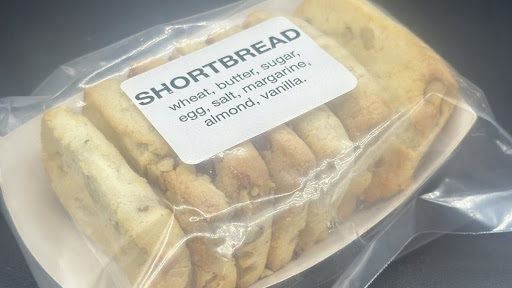 SHORTBREAD
wheat, butter, sugar,
egg, salt, margarine,
almond, vanilla.